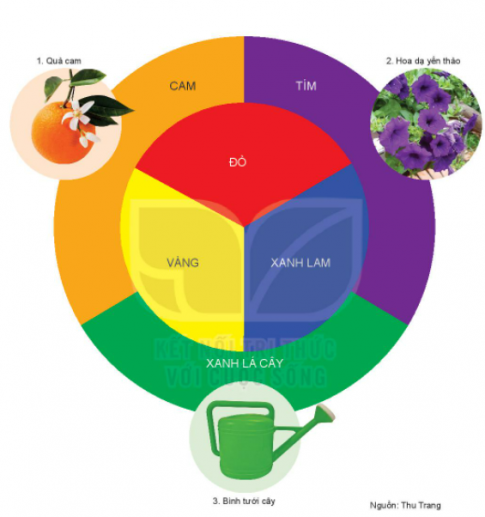 1. Quả cam
2. Hoa dạ yến thảo
CAM
TÍM
ĐỎ
VÀNG
XANH LAM
KẾT NỐI TRI THỨC
VỚI CUỘC SỐNG
XANH LÁ CÂY
3. Bình tưới cây
Nguồn: Thu Trang